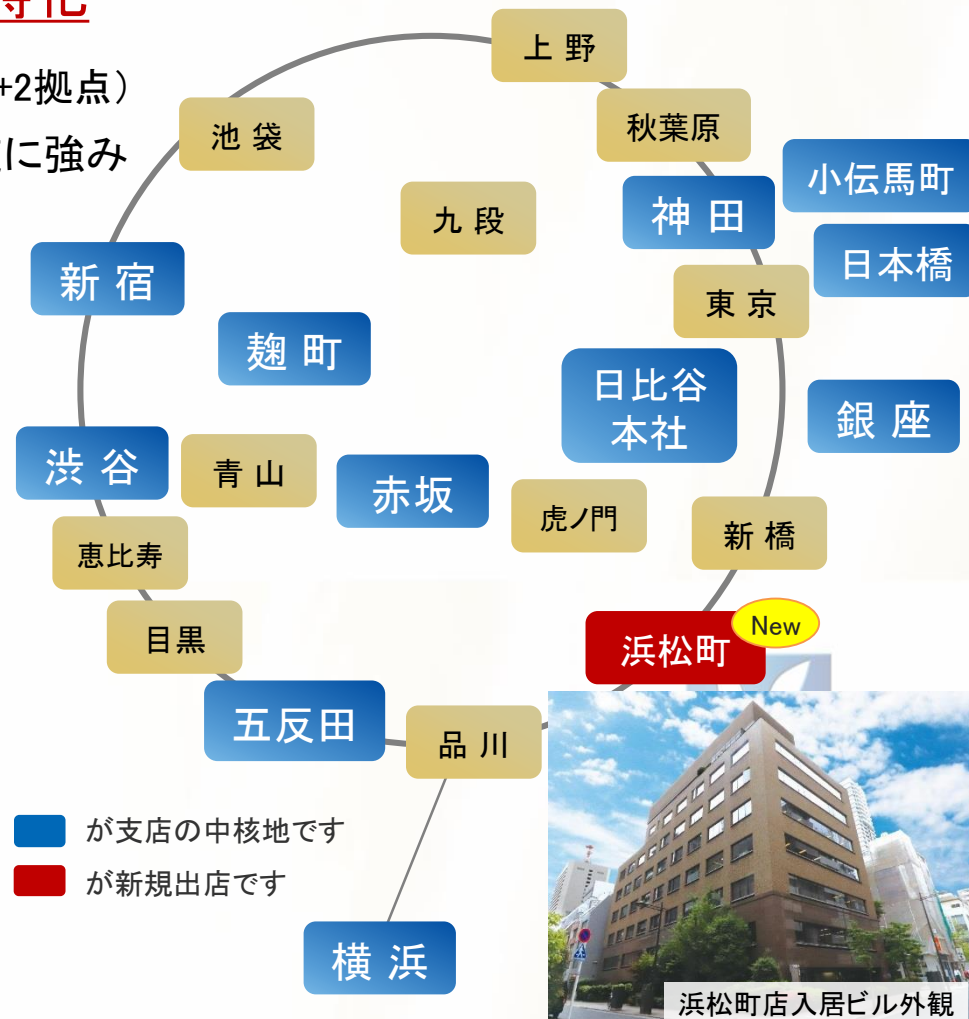 特化
+2拠点）
に強み
上 野
池 袋
秋葉原
小伝馬町
九 段
神 田
日本橋
新 宿
東 京
麹 町
日比谷
本社
銀 座
渋 谷
青 山
赤坂
虎ノ門
新 橋
恵比寿
目黒
浜松町
New
五反田
品 川
が支店の中核地です
が新規出店です
横 浜
浜松町店入居ビル外観